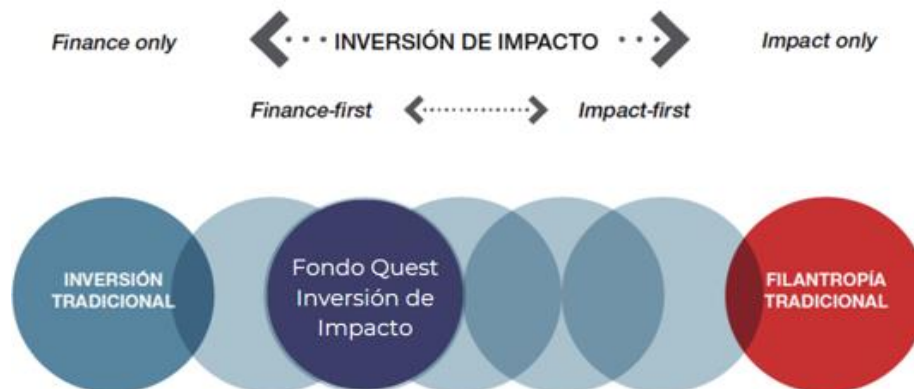 Finance only
INVERSIÓN DE IMPACTO
Impact only
Finance-first
Impact-first
INVERSIÓN
TRADICIONAL
Fondo Quest
Inversión de
Impacto
FILANTROPÍA
TRADICIONAL